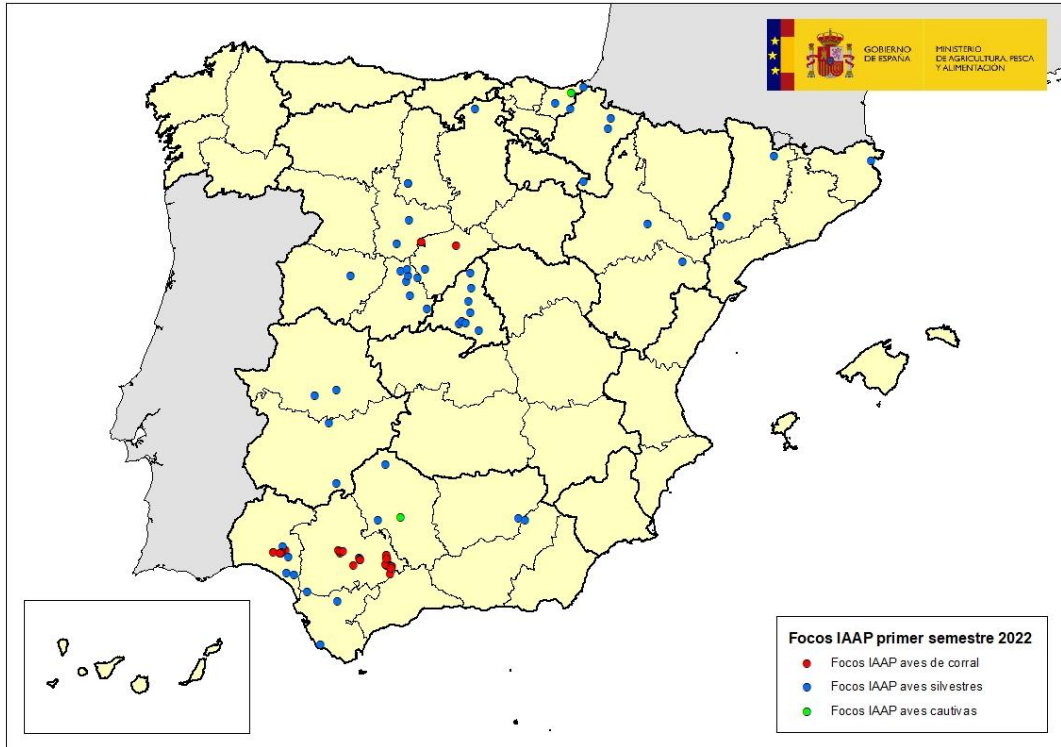 GOBIERNO
DE ESPAÑA
MINISTERIO
DE AGRICULTURA, PESCA
Y ALIMENTACIÓN
Focos IAAP primer semestre 2022
Focos IAAP aves de corral
Focos IAAP aves silvestres
Focos IAAP aves cautivas